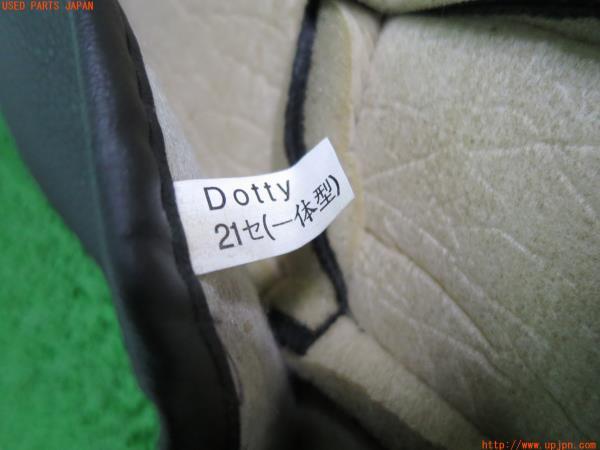 USED PARTS JAPAN
Dotty
21セ(一体型)
http://www.upjpn.com